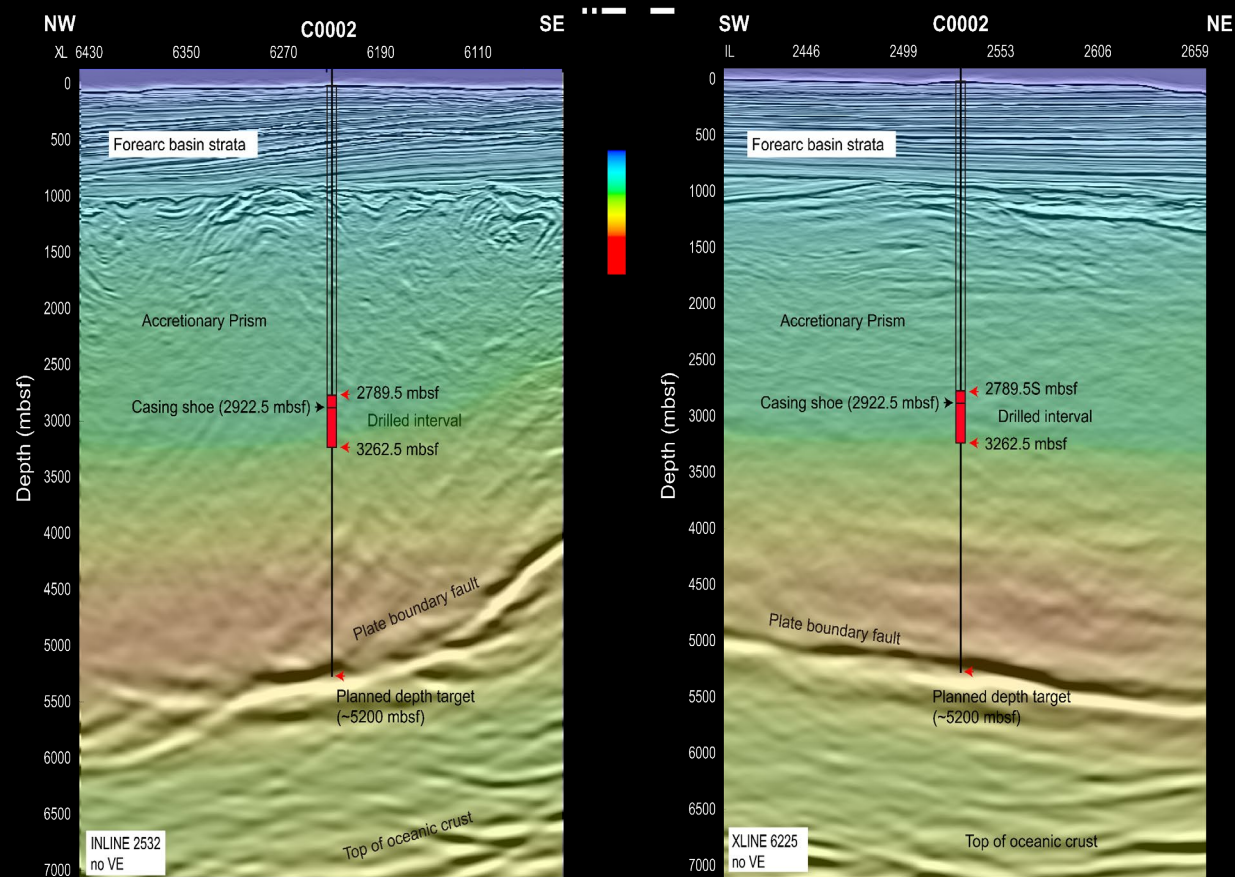 NW
C0002
SE
XL 6430 6350 6270 6190 6110
0
500
1000
1500
2000
2500
3000
3500
4000
4500
5000
5500
6000
6500
7000
Depth (mbsf)
Forearc basin strata
Accretionary Prism
2789.5 mbsf
Casing shoe (2922.5 mbsf)
Drilled interval
3262.5 mbsf
Plate boundary fault
Planned depth target
(~5200 mbsf)
Top of oceanic crust
INLINE 2532
no VE
SW
C0002
NE
IL 2446 2499 2553 2606 2659
0
500
1000
1500
2000
2500
3000
3500
4000
4500
5000
5500
6000
6500
7000
Depth (mbsf)
Forearc basin strata
Accretionary Prism
2789.5S mbsf
Casing shoe (2922.5 mbsf)
Drilled interval
3262.5 mbsf
Plate boundary fault
Planned depth target
(~5200 mbsf)
Top of oceanic crust
XLINE 6225
no VE